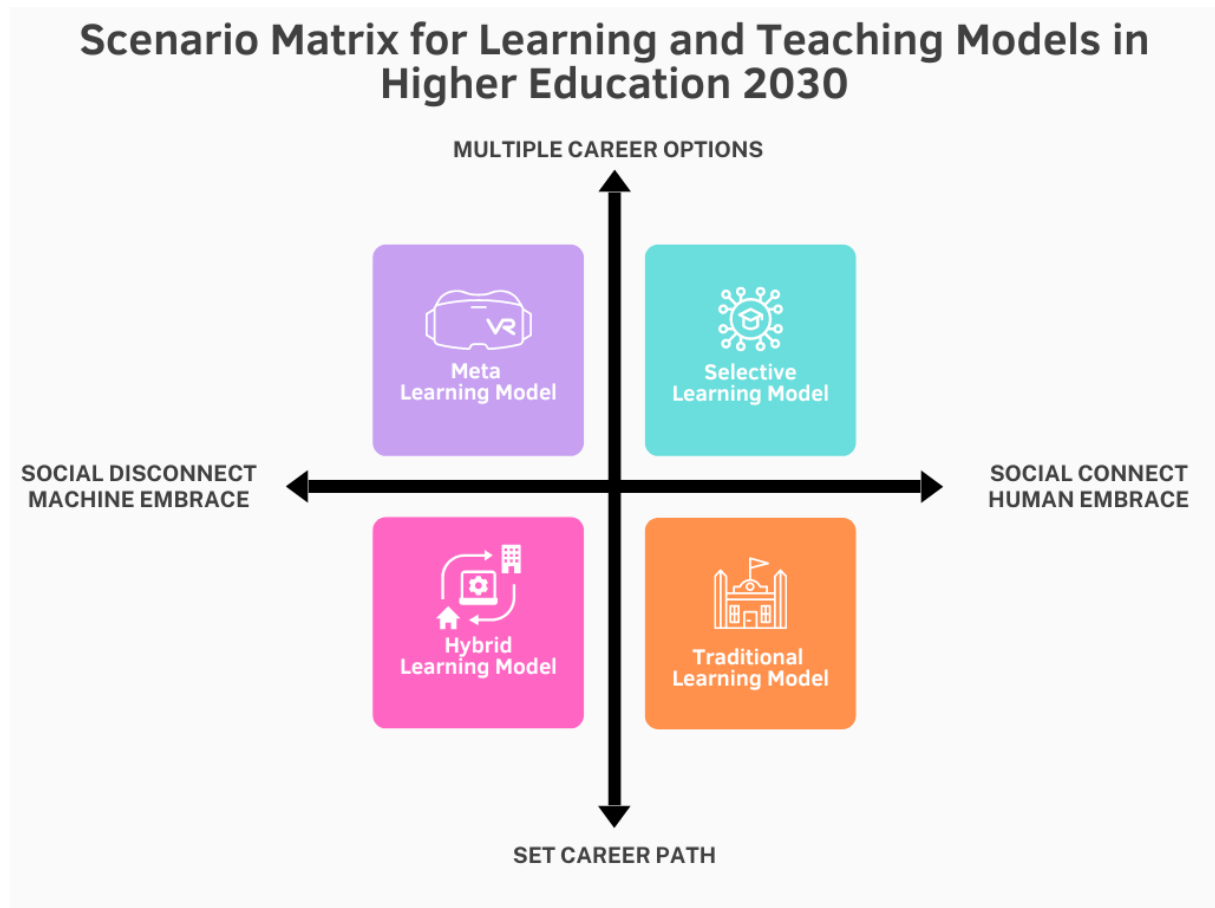 Scenario Matrix for Learning and Teaching Models in
Higher Education 2030
MULTIPLE CAREER OPTIONS
VR
Meta
Learning Model
Selective
Learning Model
SOCIAL DISCONNECT
MACHINE EMBRACE
SOCIAL CONNECT
HUMAN EMBRACE
Hybrid
Learning Model
Traditional
Learning Model
SET CAREER PATH